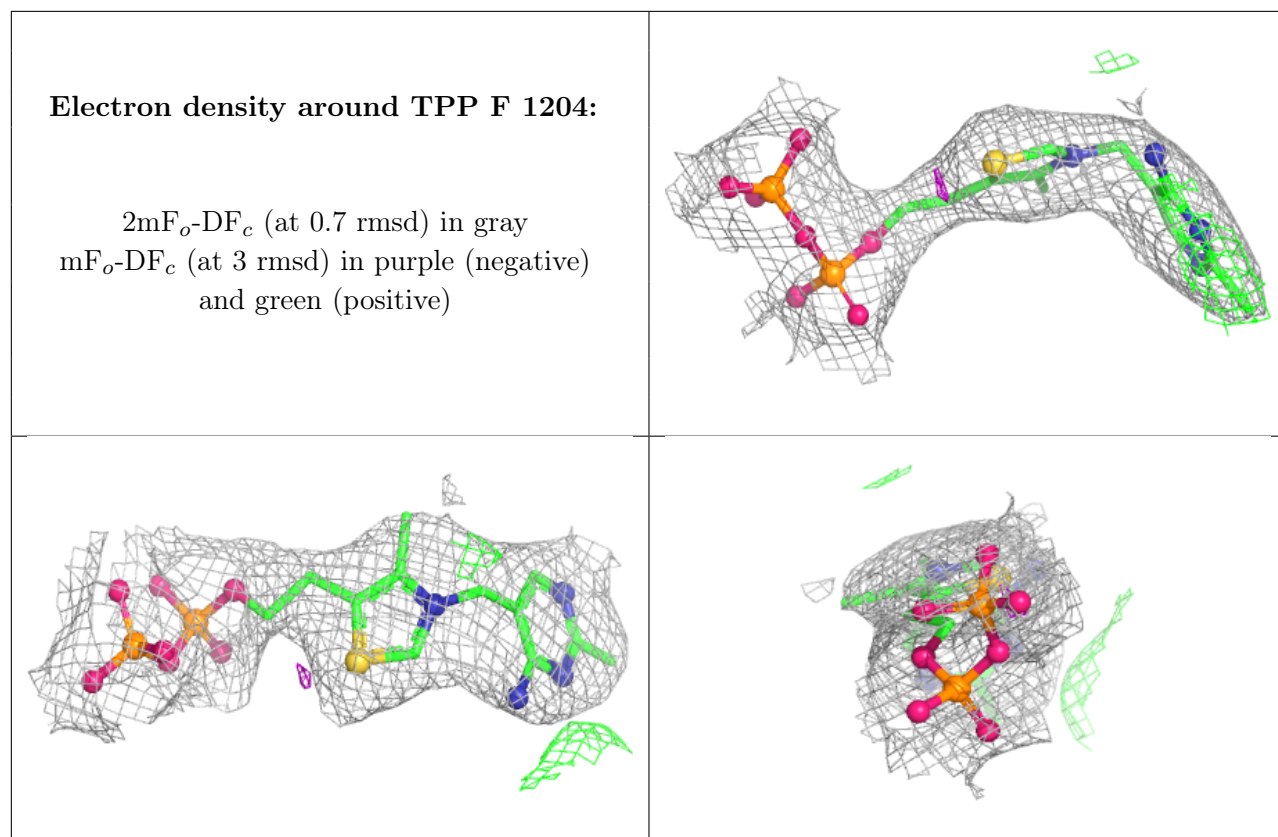 Electron density around TPP F 1204:
2mFo-DFc (at 0.7 rmsd) in gray
mFo-DFc (at 3 rmsd) in purple (negative)
and green (positive)